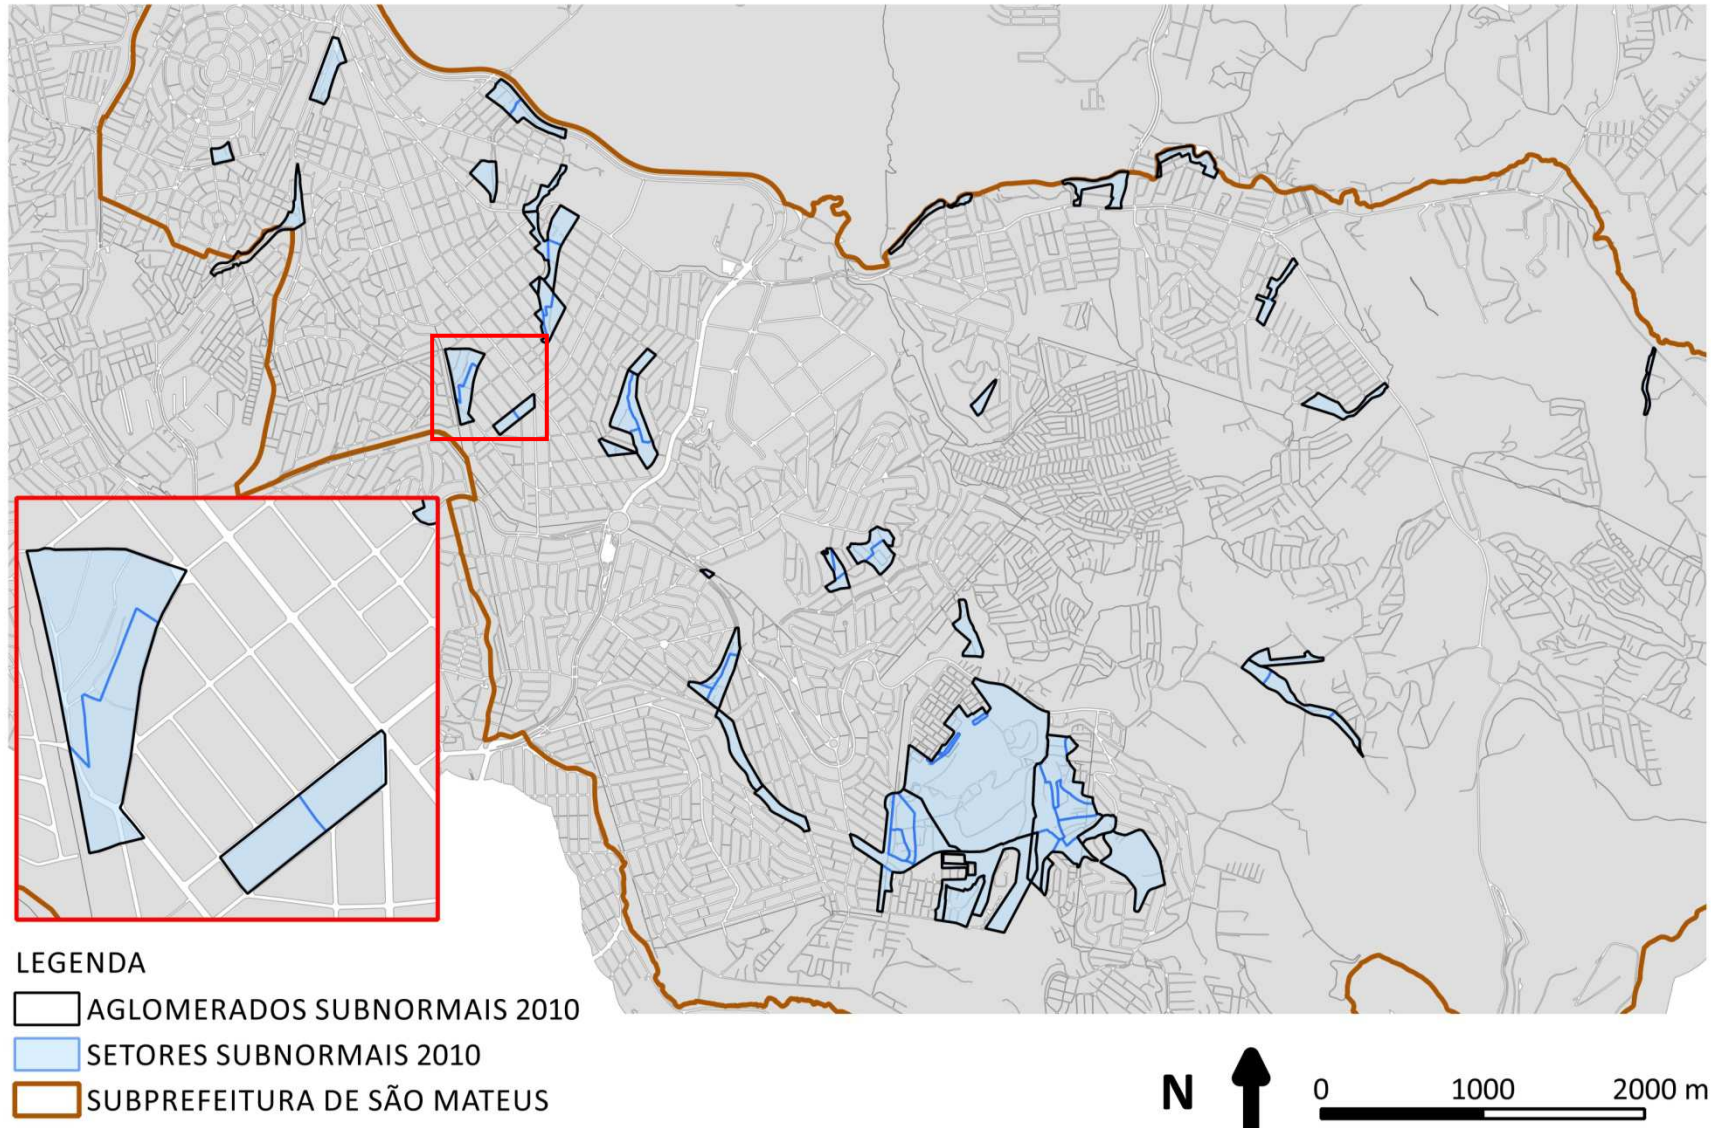 LEGENDA
AGLOMERADOS SUBNORMAIS 2010
SETORES SUBNORMAIS 2010
SUBPREFEITURA DE SÃO MATEUS
N
0 1000 2000 m